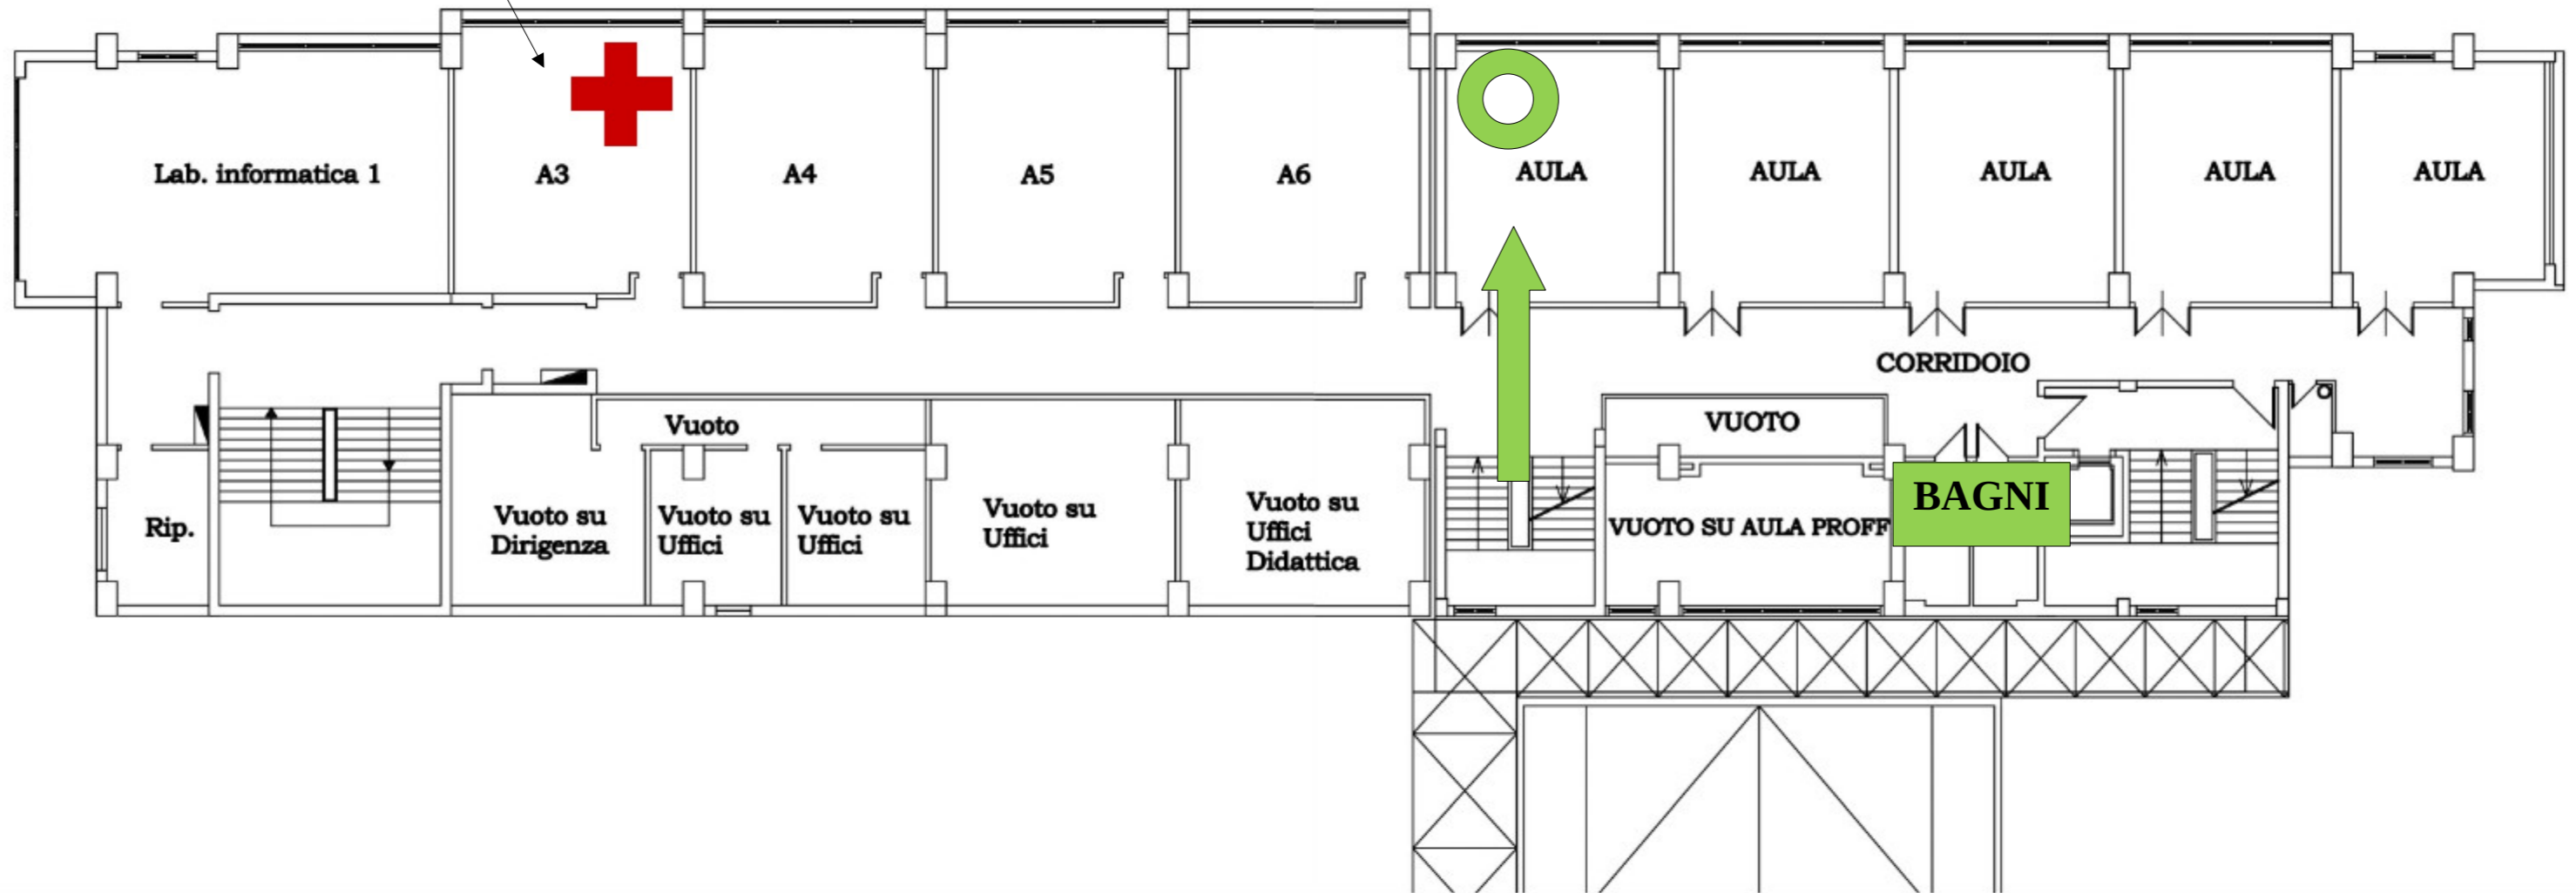 Lab. informatica 1
A3
A4
A5
A6
AULA
AULA
AULA
AULA
AULA
CORRIDOIO
Vuoto
VUOTO
Rip.
Vuoto su
Dirigenza
Vuoto su
Uffici
Vuoto su
Uffici
Vuoto su
Uffici
Vuoto su
Uffici
Didattica
VUOTO SU AULA PROFF
BAGNI